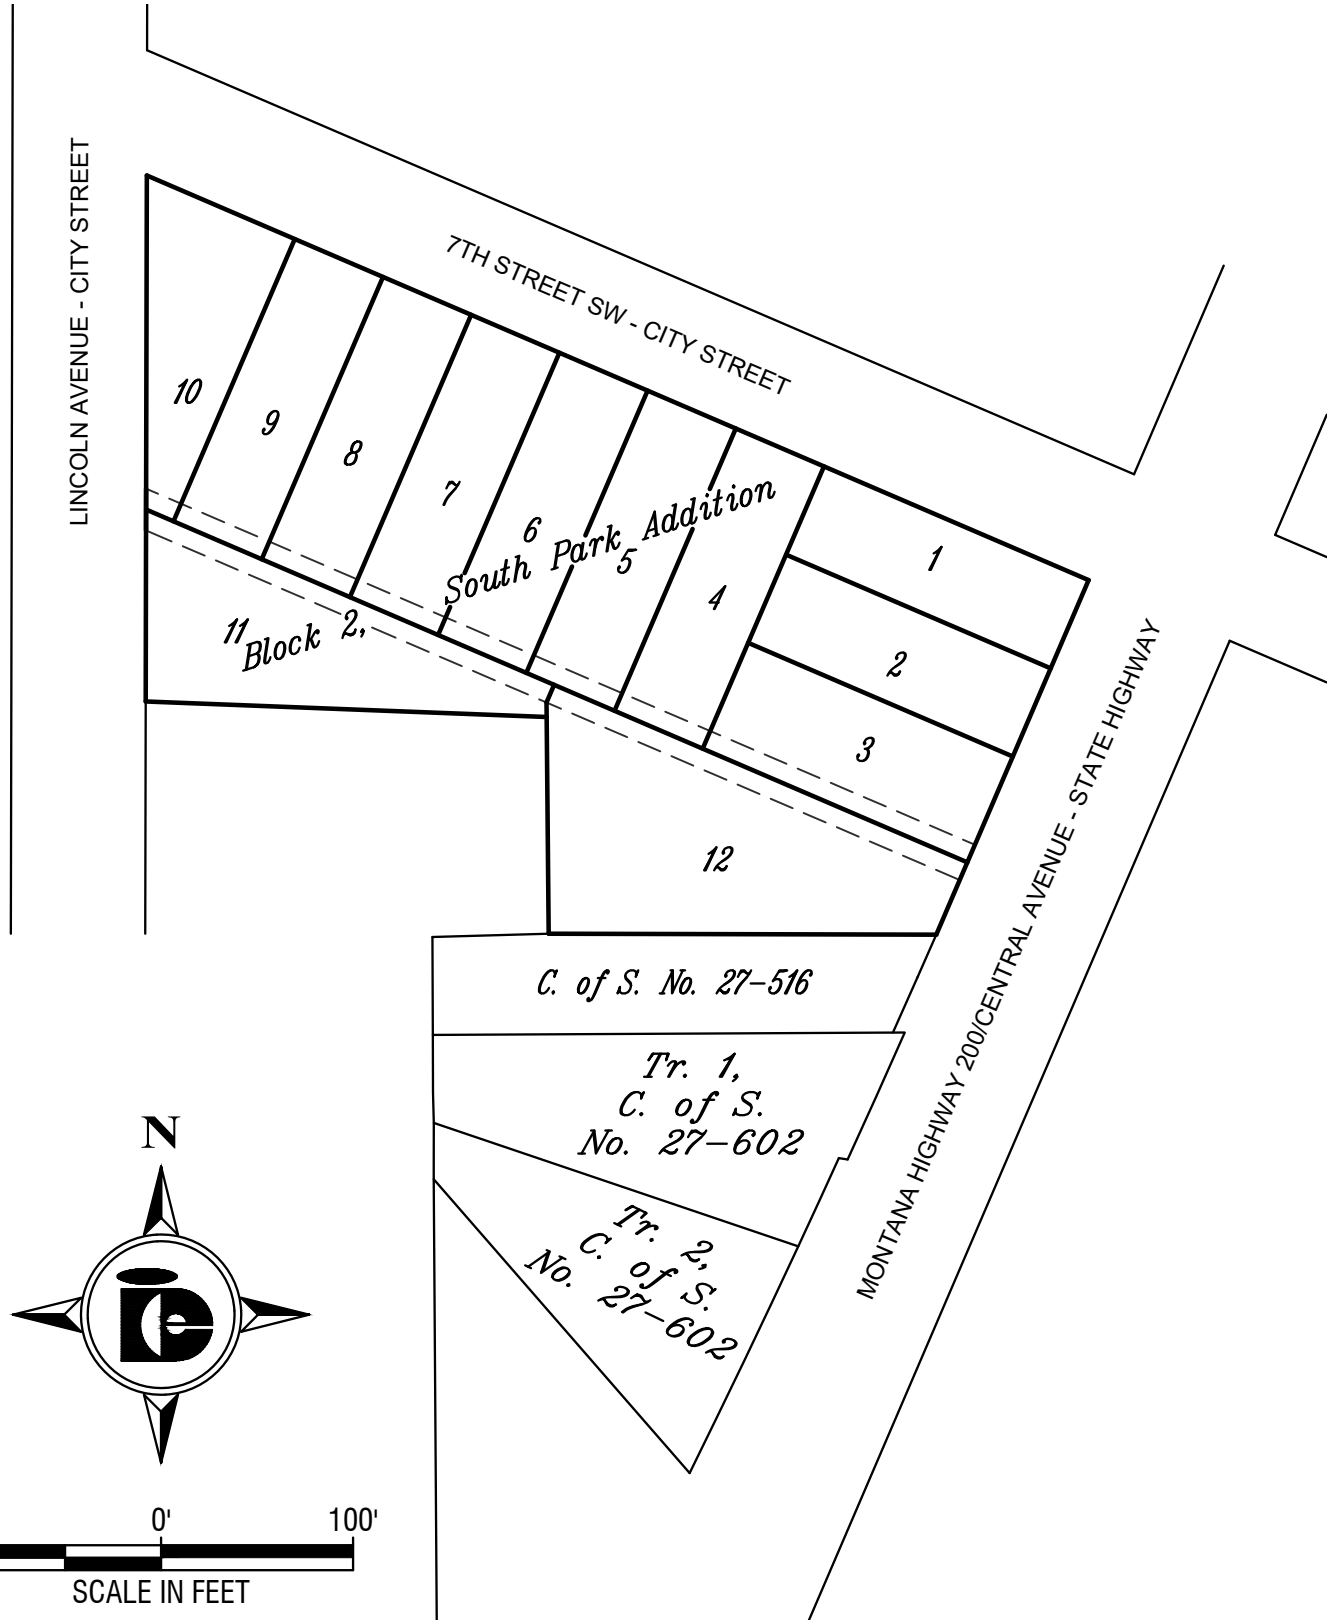 LINCOLN AVENUE - CITY STREET
7TH STREET SW - CITY STREET
10
9
8
7
6
5
4
1
2
3
South Park Addition
11
Block 2,
12
MONTANA HIGHWAY 200/CENTRAL AVENUE - STATE HIGHWAY
C. of S. No. 27-516
Tr. 1,
C. of S.
No. 27-602
Tr. 2,
C. of S.
No. 27-602
N
0' 100'
SCALE IN FEET